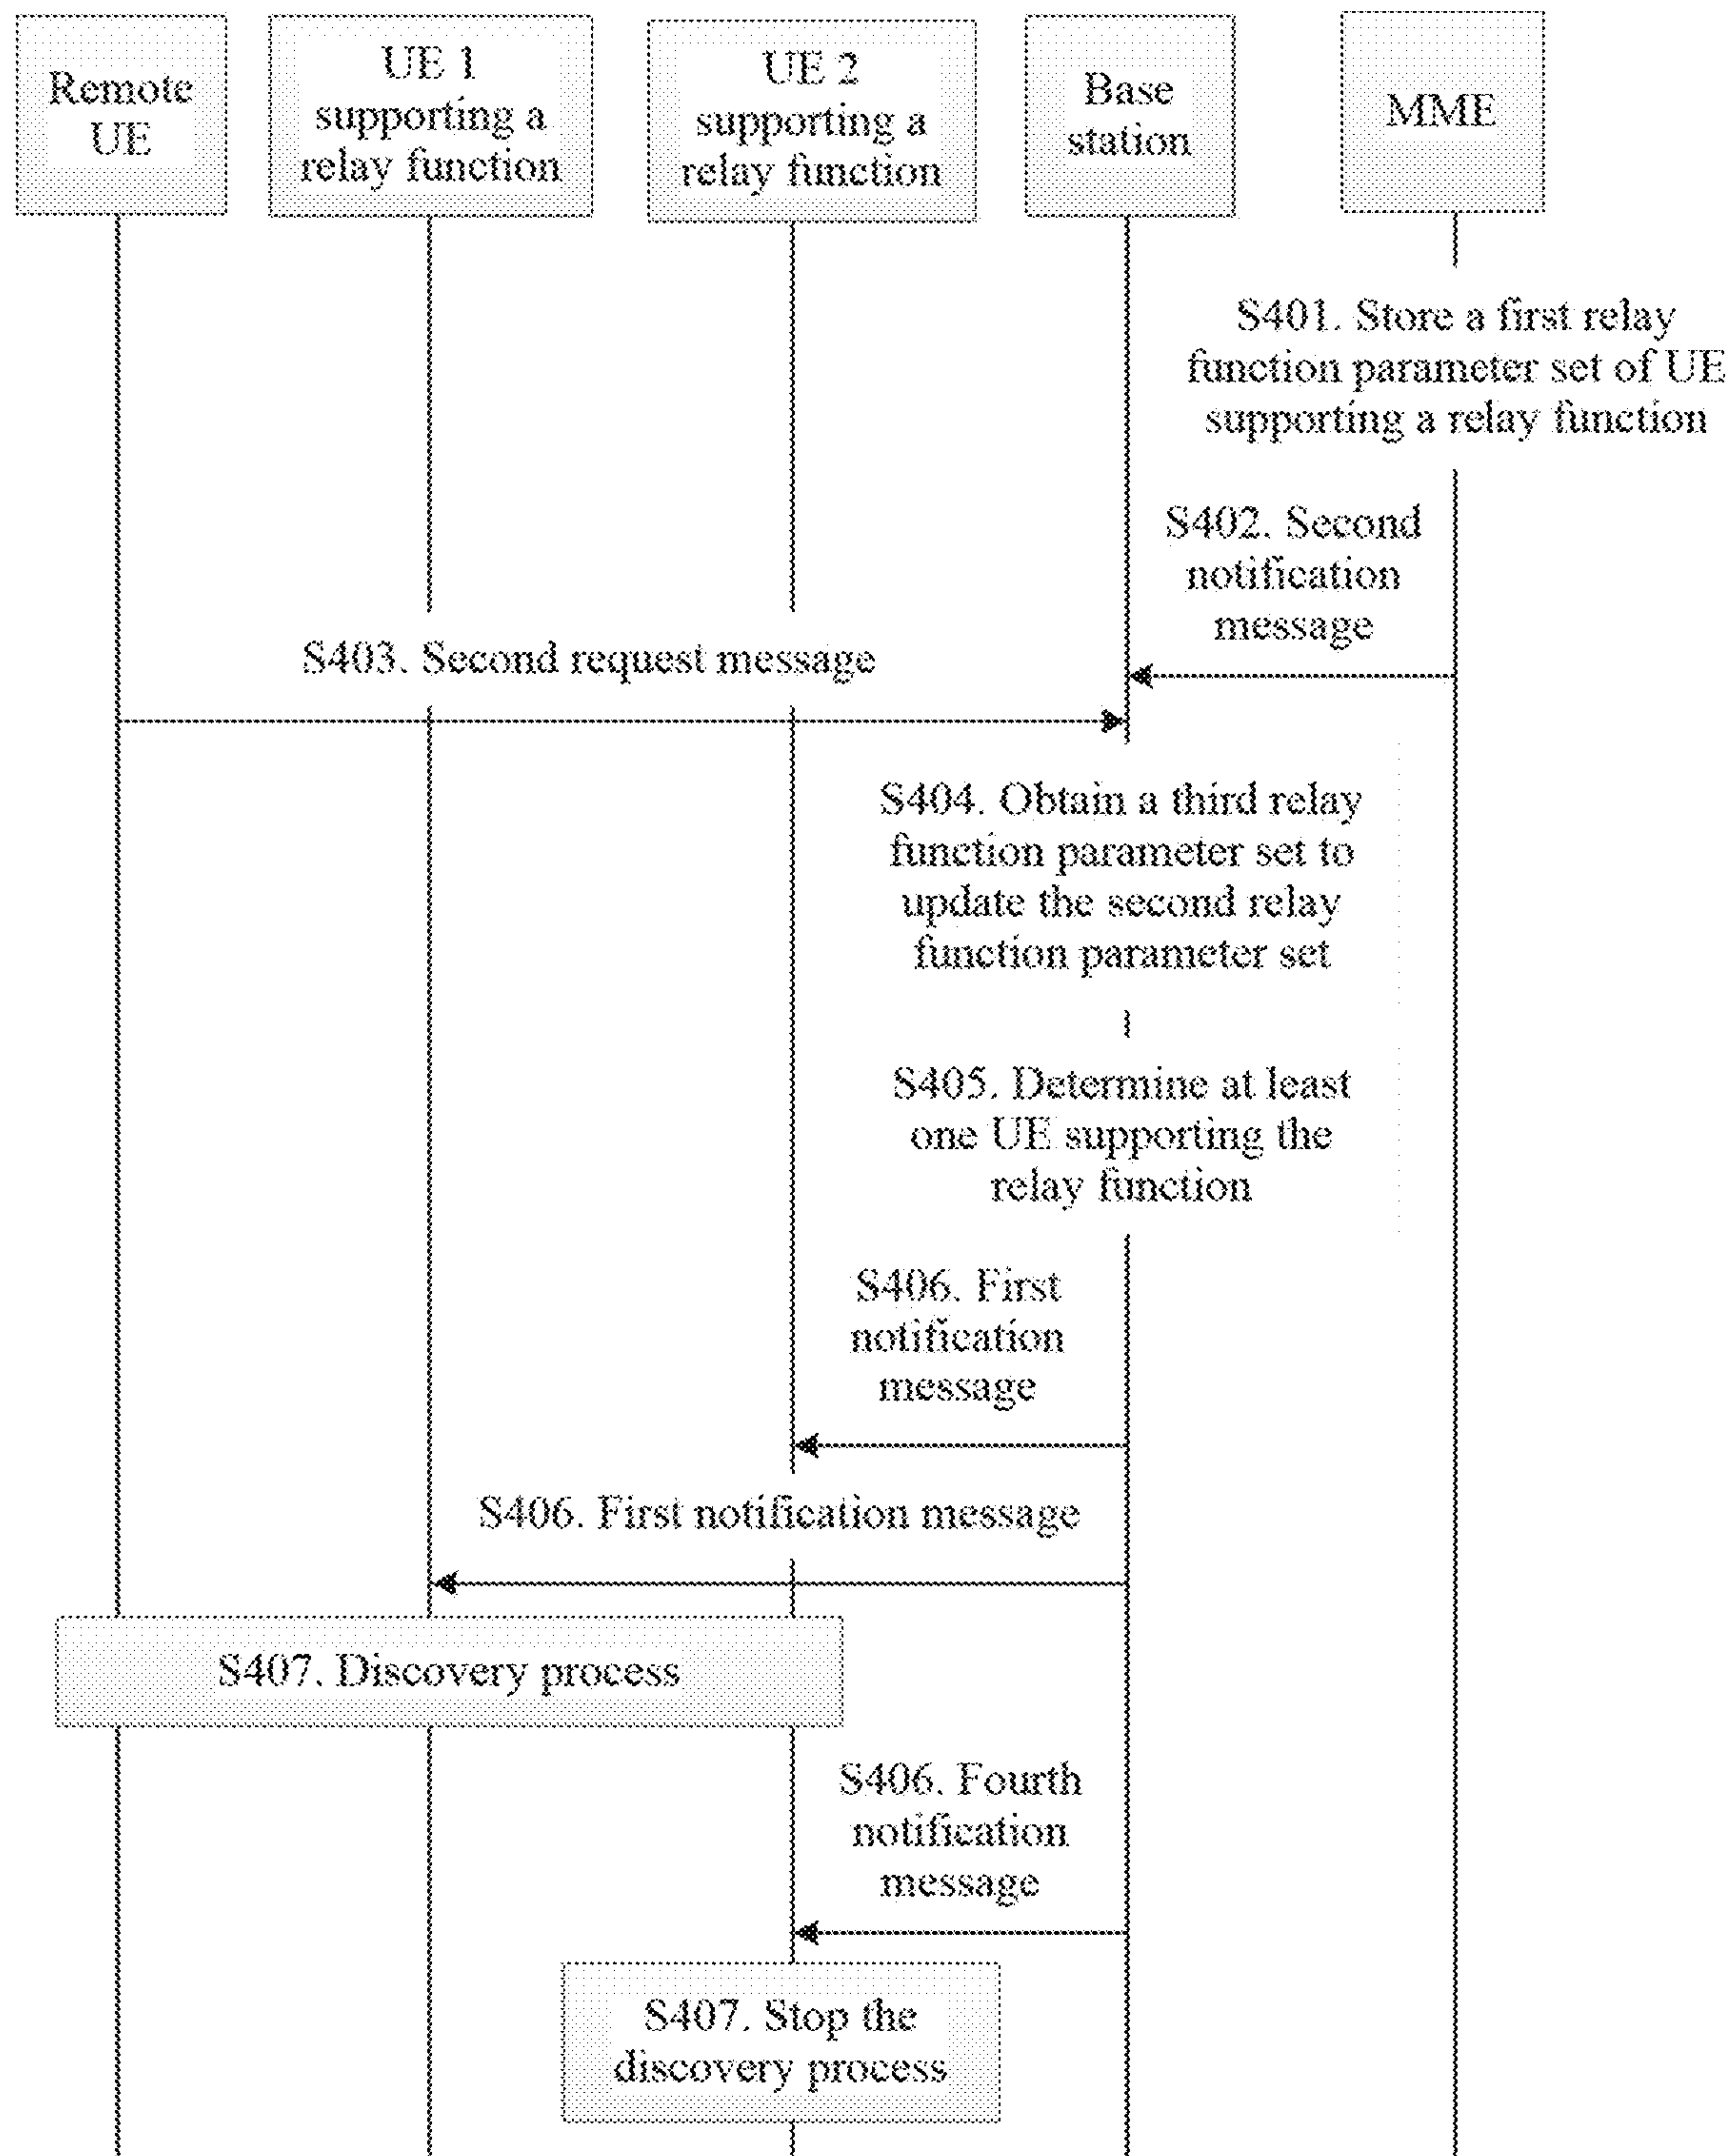 Remote
UE
UE 1
supporting a
relay function
UE 2
supporting a
relay function
Base
station
MME
S401. Store a first relay
function parameter set of UE
supporting a relay function
S402. Second
notification
message
S403. Second request message
S404. Obtain a third relay
function parameter set to
update the second relay
function parameter set
S405. Determine at least
one UE supporting the
relay function
S406. First
notification
message
S406. First notification message
S407. Discovery process
S406. Fourth
notification
message
S407. Stop the
discovery process